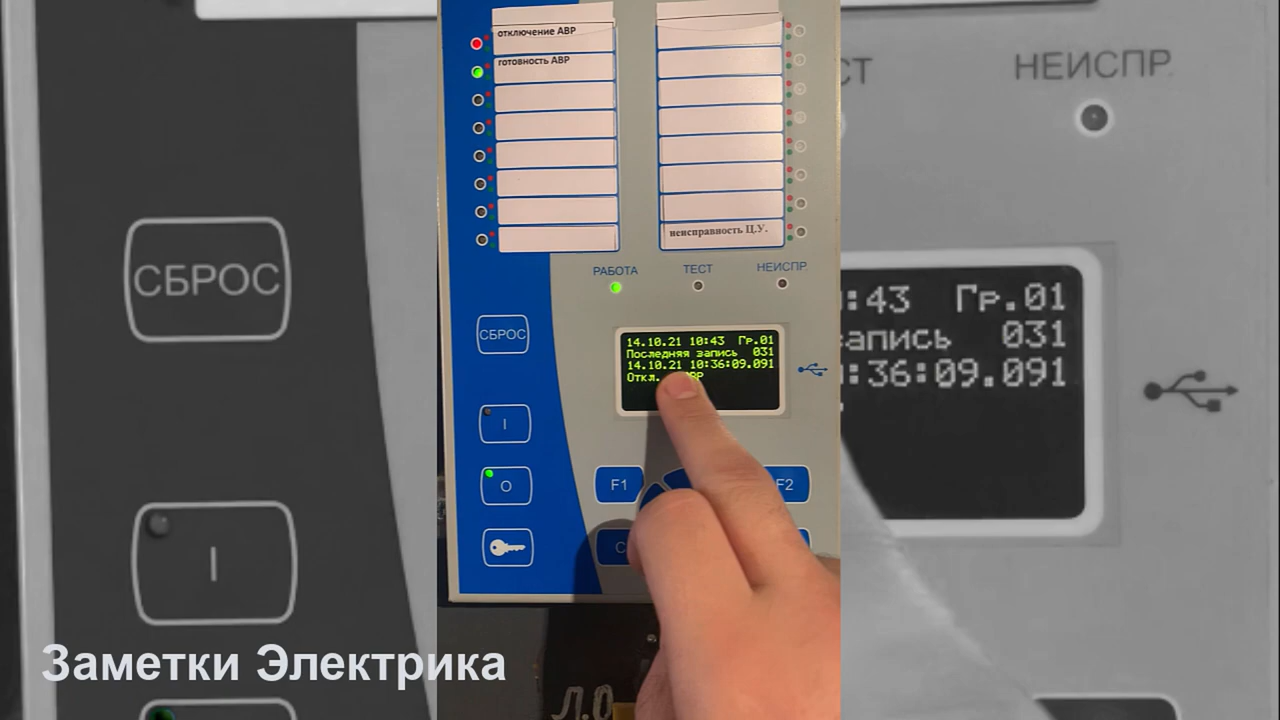 отключение АВР
готовность АВР
неисправность Ц.У.
РАБОТА ТЕСТ НЕИСПР.
СБРОС
14.10.21 10:43 Гр.01
Последняя запись 031
14.10.21 10:36:09.091
Откл.
I
O
F1
F2
С
Л.О
СТ НЕИСПР.
СБРОС
:43 Гр.01
запись 031
:36:09.091
I
Заметки Электрика